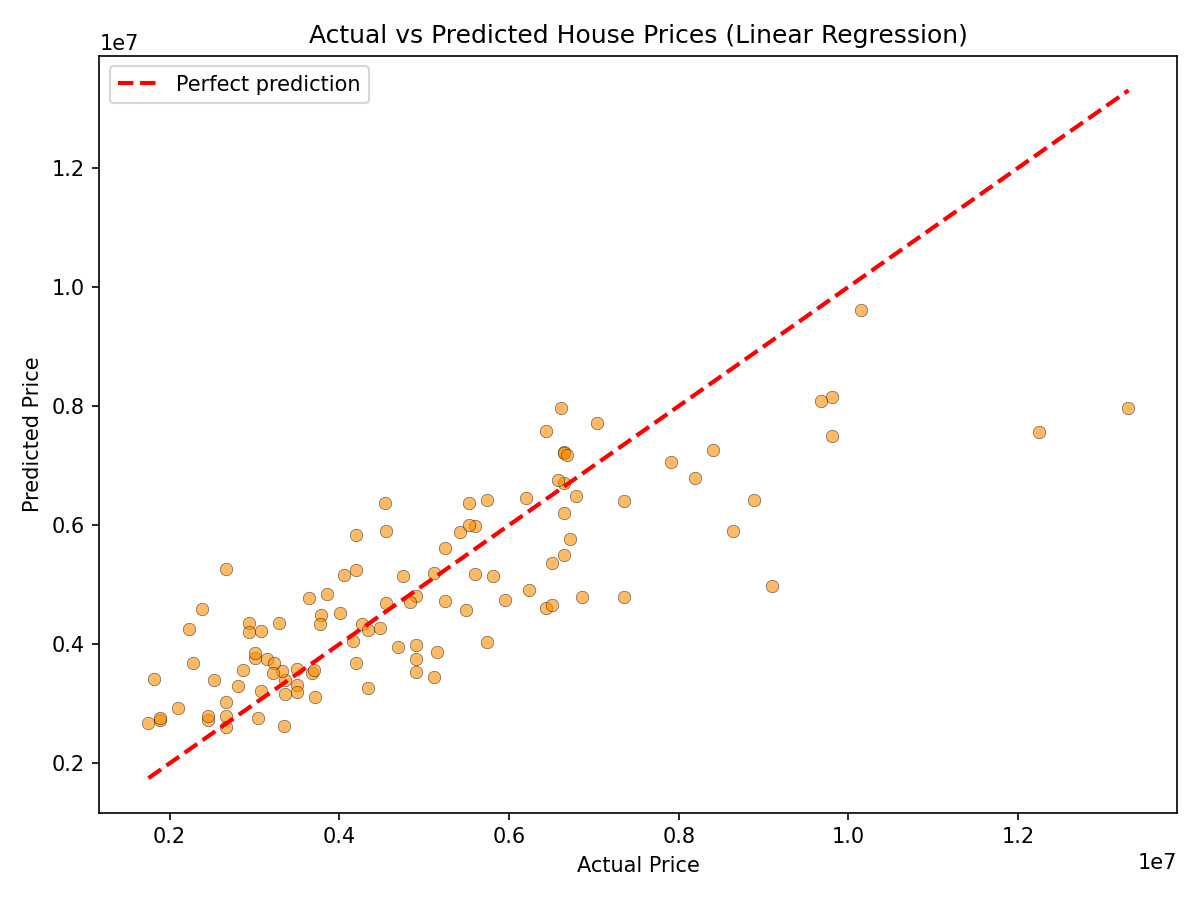 Actual vs Predicted House Prices (Linear Regression)
1e7
Perfect prediction
1.2
1.0
0.8
0.6
0.4
0.2
Predicted Price
0.2 0.4 0.6 0.8 1.0 1.2
1e7
Actual Price